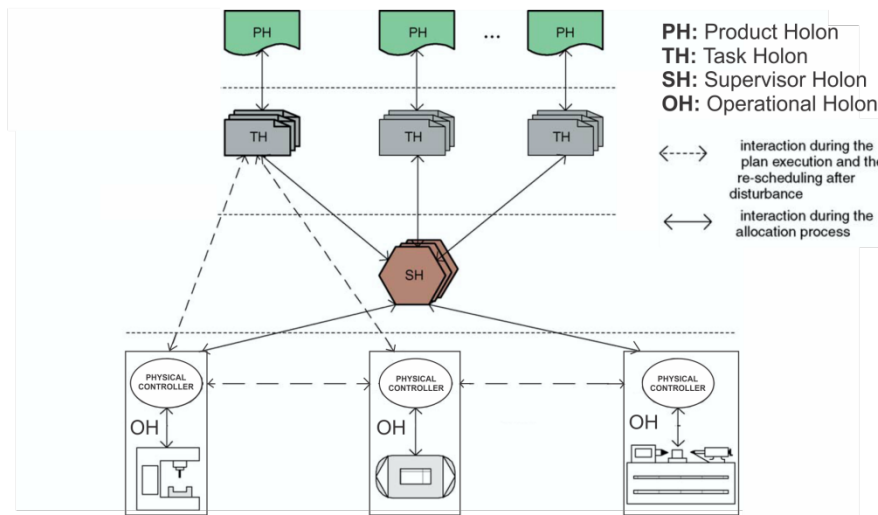 PH
PH
...
PH
PH: Product Holon
TH: Task Holon
SH: Supervisor Holon
OH: Operational Holon
TH
TH
TH
interaction during the
plan execution and the
re-scheduling after
disturbance
interaction during the
allocation process
SH
PHYSICAL
CONTROLLER
PHYSICAL
CONTROLLER
PHYSICAL
CONTROLLER
OH
OH
OH